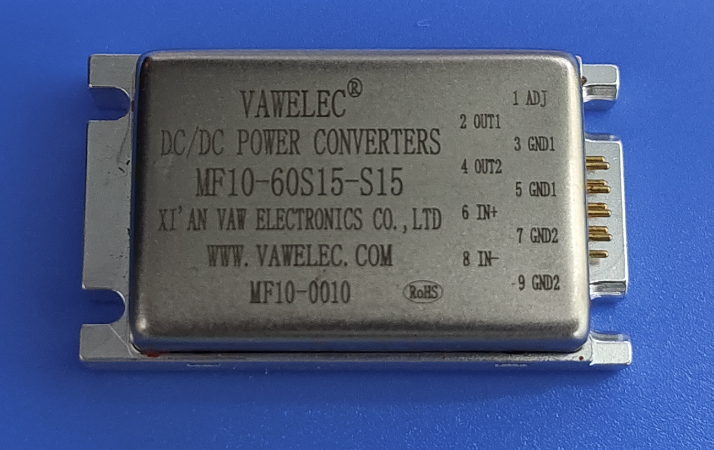 VAWELEC®
DC/DC POWER CONVERTERS
MF10-60S15-S15
XI'AN VAW ELECTRONICS CO.,LTD
WWW.VAWELEC.COM
MF10-0010
RoHS
1 ADJ
2 OUT1
3 GND1
4 OUT2
5 GND1
6 IN+
7 GND2
8 IN-
9 GND2